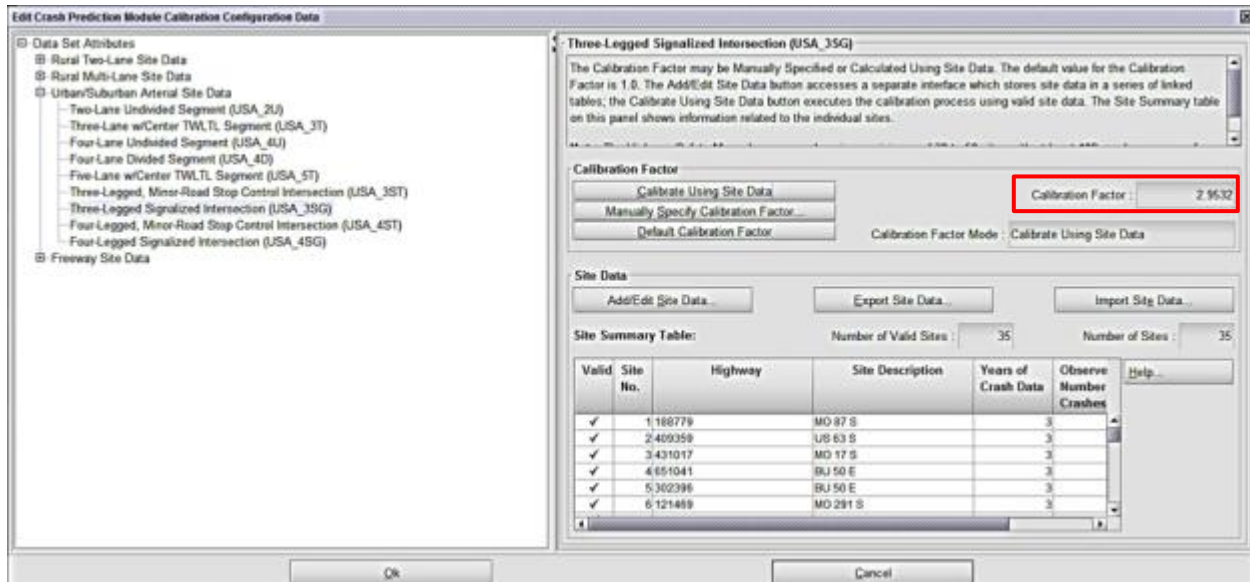 Edit Crash Prediction Module Calibration Configuration Data
Data Set Attributes
Rural Two-Lane Site Data
Rural Multi-Lane Site Data
Urban/Suburban Arterial Site Data
Two-Lane Undivided Segment (USA_2U)
Three-Lane w/Center TWLTL Segment (USA_3T)
Four-Lane Undivided Segment (USA_4U)
Four-Lane Divided Segment (USA_4D)
Five-Lane w/Center TWLTL Segment (USA_5T)
Three-Legged, Minor-Road Stop Control Intersection (USA_3ST)
Three-Legged Signalized Intersection (USA_3SG)
Four-Legged, Minor-Road Stop Control Intersection (USA_4ST)
Four-Legged Signalized Intersection (USA_4SG)
Freeway Site Data
Three-Legged Signalized Intersection (USA_3SG)
The Calibration Factor may be Manually Specified or Calculated Using Site Data. The default value for the Calibration
Factor is 1.0. The Add/Edit Site Data button accesses a separate interface which stores site data in a series of linked
tables; the Calibrate Using Site Data button executes the calibration process using valid site data. The Site Summary table
on this panel shows information related to the individual sites.
Calibration Factor
Calibrate Using Site Data
Calibration Factor : 2.9532
Manually Specify Calibration Factor...
Default Calibration Factor
Calibration Factor Mode : Calibrate Using Site Data
Site Data
Add/Edit Site Data... Export Site Data... Import Site Data...
Site Summary Table: Number of Valid Sites : 35 Number of Sites : 35
Valid Site No. Highway Site Description Years of Crash Data Observe Number Crashes Help...
✓ 1 188779 MO 87 S 3
✓ 2 409359 US 63 S 3
✓ 3 431017 MO 17 S 3
✓ 4 651041 BU 50 E 3
✓ 5 302396 BU 50 E 3
✓ 6 121469 MO 291 S 3
Ok Cancel